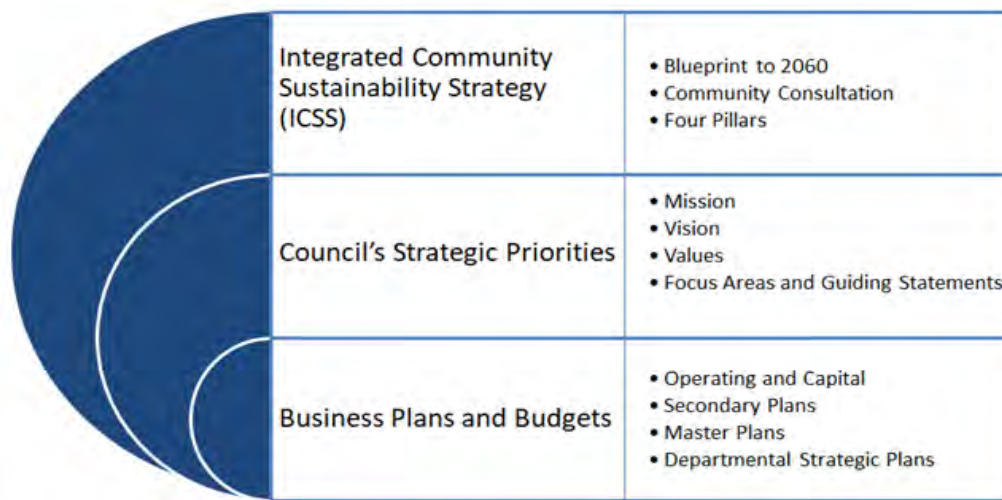 Integrated Community
Sustainability Strategy
(ICSS)
• Blueprint to 2060
• Community Consultation
• Four Pillars
Council's Strategic Priorities
• Mission
• Vision
• Values
• Focus Areas and Guiding Statements
Business Plans and Budgets
• Operating and Capital
• Secondary Plans
• Master Plans
• Departmental Strategic Plans